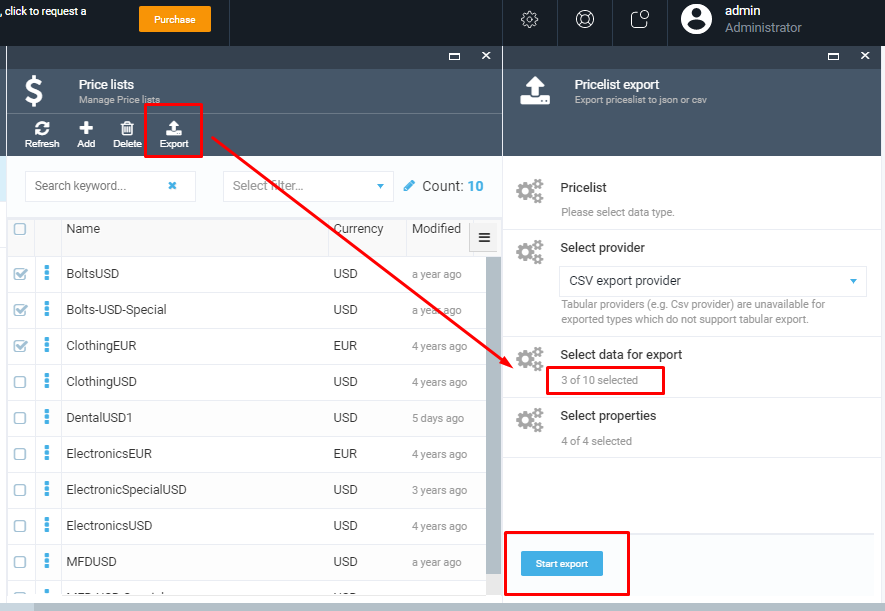 , click to request a
Purchase
admin
Administrator
Price lists
Manage Price lists
Refresh
Add
Delete
Export
Search keyword...
Select filter...
Count: 10
Name
Currency
Modified
BoltsUSD
USD
a year ago
Bolts-USD-Special
USD
a year ago
ClothingEUR
EUR
4 years ago
ClothingUSD
USD
4 years ago
DentalUSD1
USD
5 days ago
ElectronicsEUR
EUR
4 years ago
ElectronicSpecialUSD
USD
3 years ago
ElectronicsUSD
USD
4 years ago
MFDUSD
USD
a year ago
Pricelist export
Export priceslist to json or csv
Pricelist
Please select data type.
Select provider
CSV export provider
Tabular providers (e.g. Csv provider) are unavailable for
exported types which do not support tabular export.
Select data for export
3 of 10 selected
Select properties
4 of 4 selected
Start export